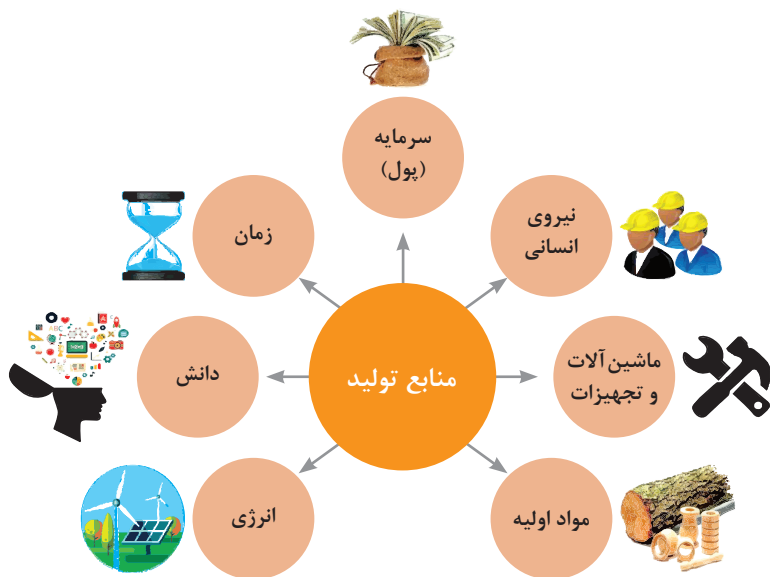 سرمایه
(پول)
نیروی
انسانی
زمان
ماشین‌آلات
و تجهیزات
منابع تولید
دانش
مواد اولیه
انرژی